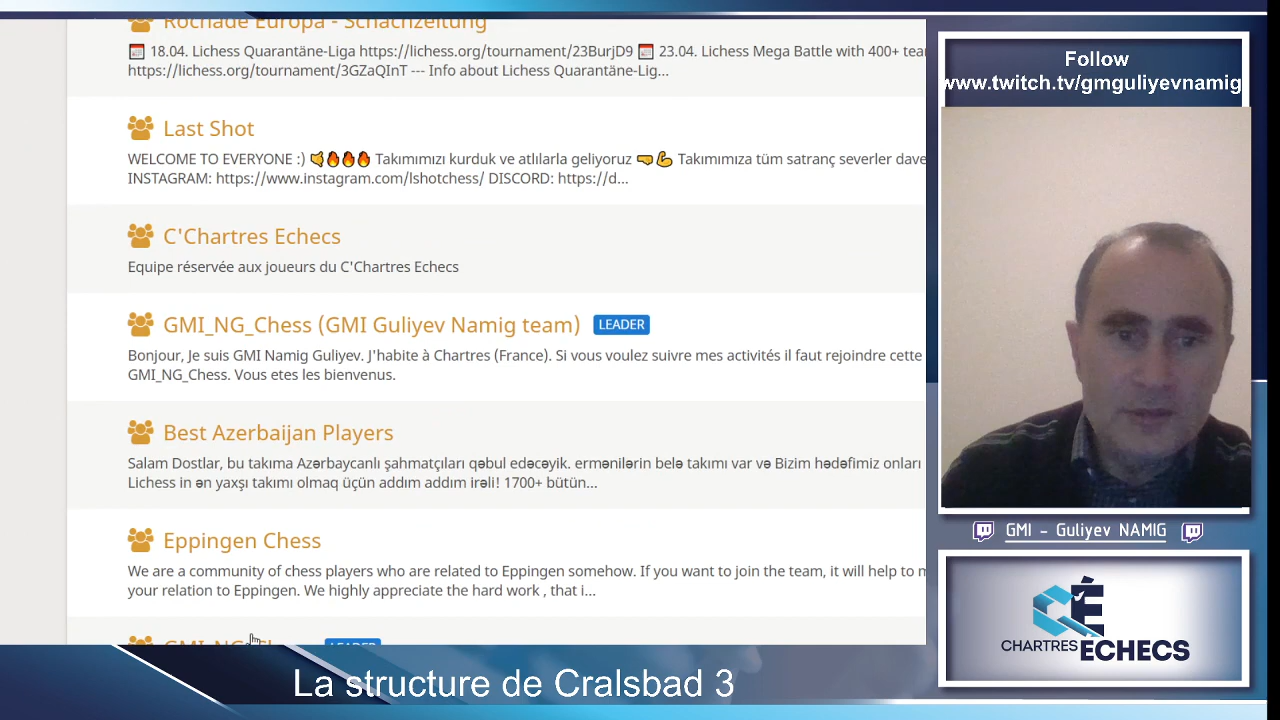 Rochade Europa - Schachzeitung
18.04. Lichess Quarantäne-Liga https://lichess.org/tournament/23BurjD9 23.04. Lichess Mega Battle with 400+ tea
https://lichess.org/tournament/3GZaQInT --- Info about Lichess Quarantäne-Lig...
Last Shot
WELCOME TO EVERYONE :) Takımımızı kurduk ve atlılarla geliyoruz Takımımıza tüm satranç severler dave
INSTAGRAM: https://www.instagram.com/lshotchess/ DISCORD: https://d...
C'Chartres Echecs
Equipe réservée aux joueurs du C'Chartres Echecs
GMI_NG_Chess (GMI Guliyev Namig team) LEADER
Bonjour, Je suis GMI Namig Guliyev. J'habite à Chartres (France). Si vous voulez suivre mes activités il faut rejoindre cette
GMI_NG_Chess. Vous etes les bienvenus.
Best Azerbaijan Players
Salam Dostlar, bu takıma Azərbaycanlı şahmatçıları qəbul edəcəyik. ermənilərin belə takımı var və Bizim hədəfimiz onları
Lichess in ən yaxşı takımı olmaq üçün addım addım irəli! 1700+ bütün...
Eppingen Chess
We are a community of chess players who are related to Eppingen somehow. If you want to join the team, it will help to m
your relation to Eppingen. We highly appreciate the hard work , that i...
Follow
www.twitch.tv/gmguliyevnamig
GMI - Guliyev NAMIG
CHARTRES ÉCHECS
La structure de Cralsbad 3